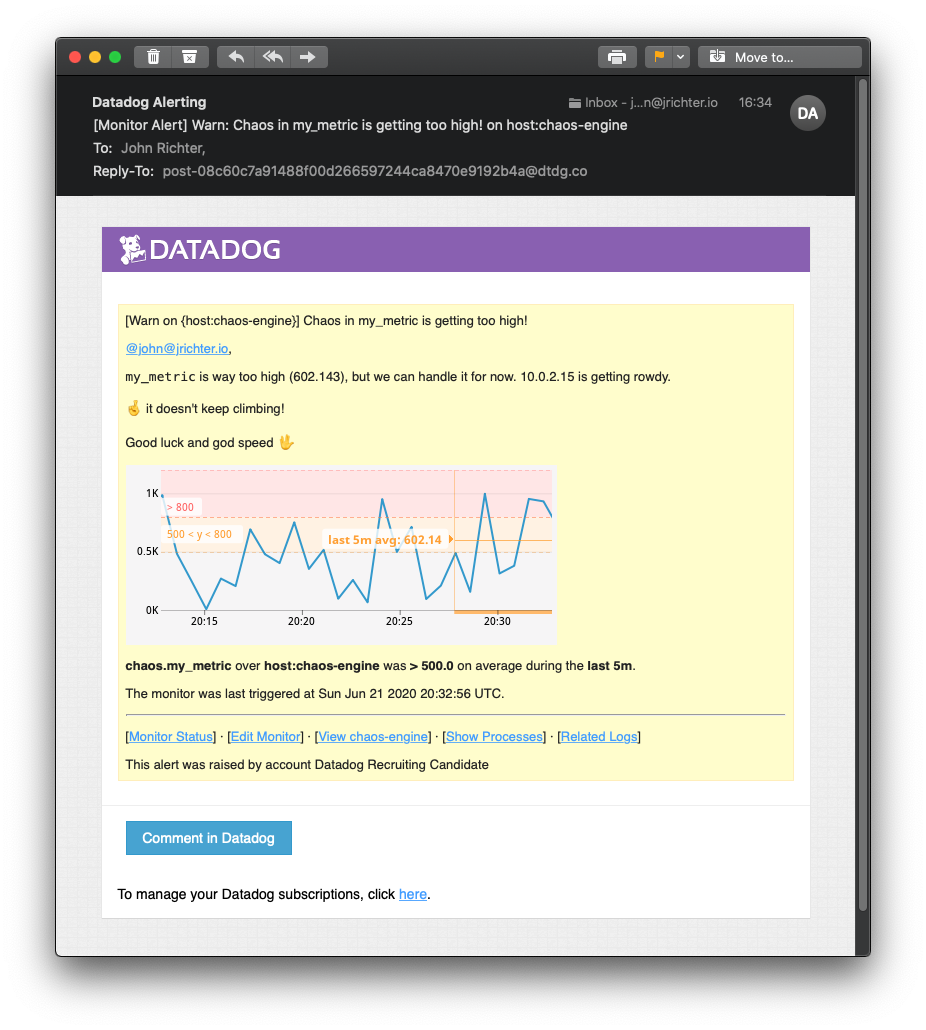 Move to...
Datadog Alerting
Inbox - j...n@jrichter.io 16:34
DA
[Monitor Alert] Warn: Chaos in my_metric is getting too high! on host:chaos-engine
To: John Richter,
Reply-To: post-08c60c7a91488f00d266597244ca8470e9192b4a@dtdg.co
DATADOG
[Warn on {host:chaos-engine}] Chaos in my_metric is getting too high!
@john@jrichter.io,
my_metric is way too high (602.143), but we can handle it for now. 10.0.2.15 is getting rowdy.
🤞 it doesn't keep climbing!
Good luck and god speed 🖖
1K
> 800
500 < y < 800
last 5m avg: 602.14
0.5K
0K
20:15 20:20 20:25 20:30
chaos.my_metric over host:chaos-engine was > 500.0 on average during the last 5m.
The monitor was last triggered at Sun Jun 21 2020 20:32:56 UTC.
[Monitor Status] · [Edit Monitor] · [View chaos-engine] · [Show Processes] · [Related Logs]
This alert was raised by account Datadog Recruiting Candidate
Comment in Datadog
To manage your Datadog subscriptions, click here.